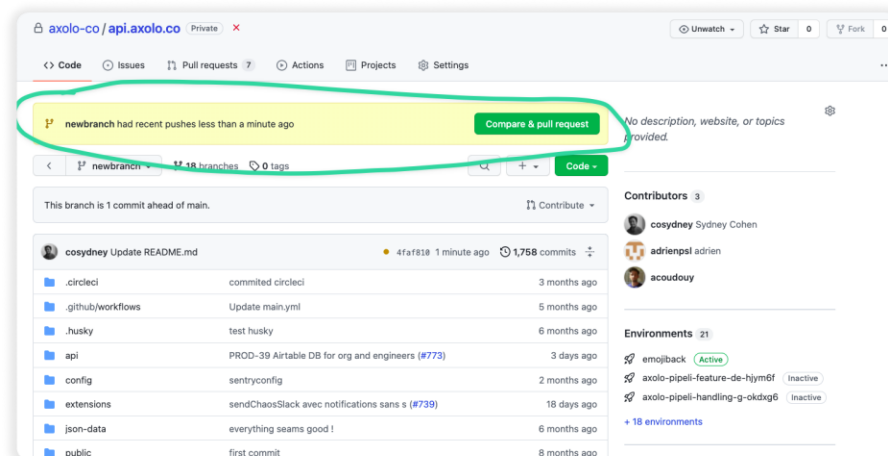 axolo-co / api.axolo.co Private ×
Unwatch Star 0 Fork 0
Code Issues Pull requests 7 Actions Projects Settings ...
newbranch had recent pushes less than a minute ago Compare & pull request
No description, website, or topics
provided.
newbranch 18 branches 0 tags + Code
This branch is 1 commit ahead of main. Contribute
Contributors 3
cosydney Sydney Cohen
adrienpsl adrien
acoudouy
cosydney Update README.md 4faf810 1 minute ago 1,758 commits
.circleci commited circleci 3 months ago
.github/workflows Update main.yml 5 months ago
.husky test husky 6 months ago
api PROD-39 Airtable DB for org and engineers (#773) 3 days ago
config sentryconfig 2 months ago
extensions sendChaosSlack avec notifications sans s (#739) 18 days ago
json-data everything seams good ! 6 months ago
public first commit 8 months ago
Environments 21
emojiback Active
axolo-pipeli-feature-de-hjym6f Inactive
axolo-pipeli-handling-g-okdxg6 Inactive
+ 18 environments